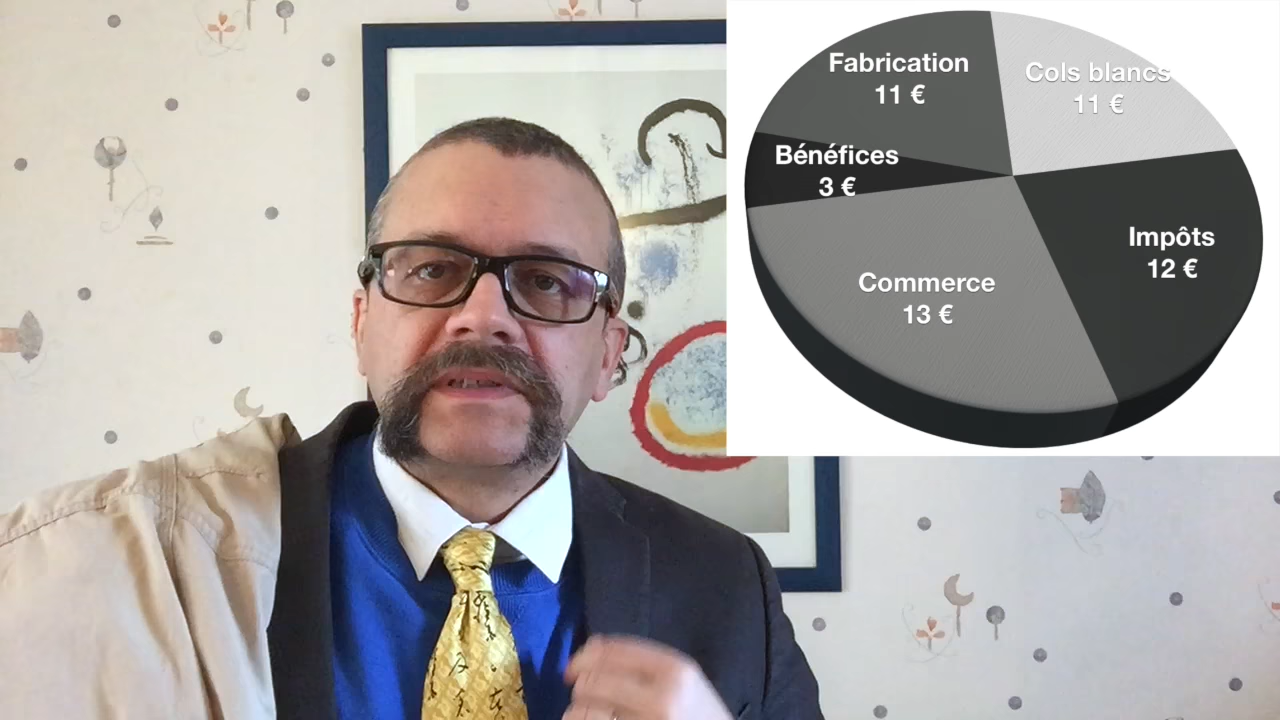 Fabrication
11 €
Cols blancs
11 €
Bénéfices
3 €
Impôts
12 €
Commerce
13 €